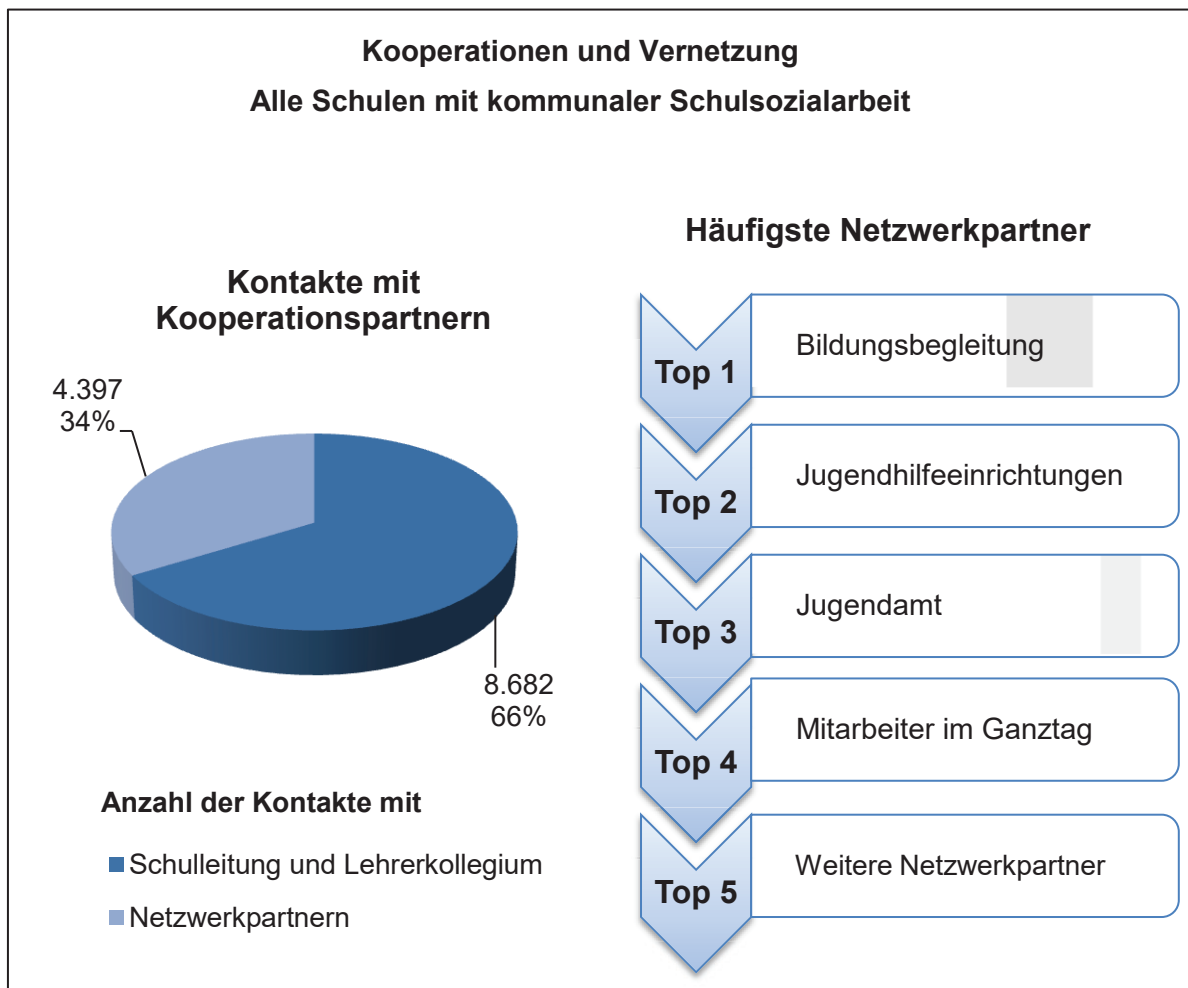 Kooperationen und Vernetzung
Alle Schulen mit kommunaler Schulsozialarbeit
Kontakte mit
Kooperationspartnern
4.397
34%
8.682
66%
Anzahl der Kontakte mit
Schulleitung und Lehrerkollegium
Netzwerkpartnern
Häufigste Netzwerkpartner
Top 1
Bildungsbegleitung
Top 2
Jugendhilfeeinrichtungen
Top 3
Jugendamt
Top 4
Mitarbeiter im Ganztag
Top 5
Weitere Netzwerkpartner